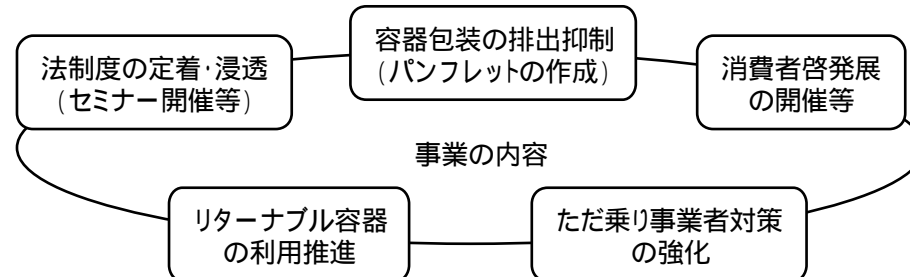 容器包装の排出抑制
(パンフレットの作成)
法制度の定着･浸透
(セミナー開催等)
消費者啓発展
の開催等
事業の内容
リターナブル容器
の利用推進
ただ乗り事業者対策
の強化